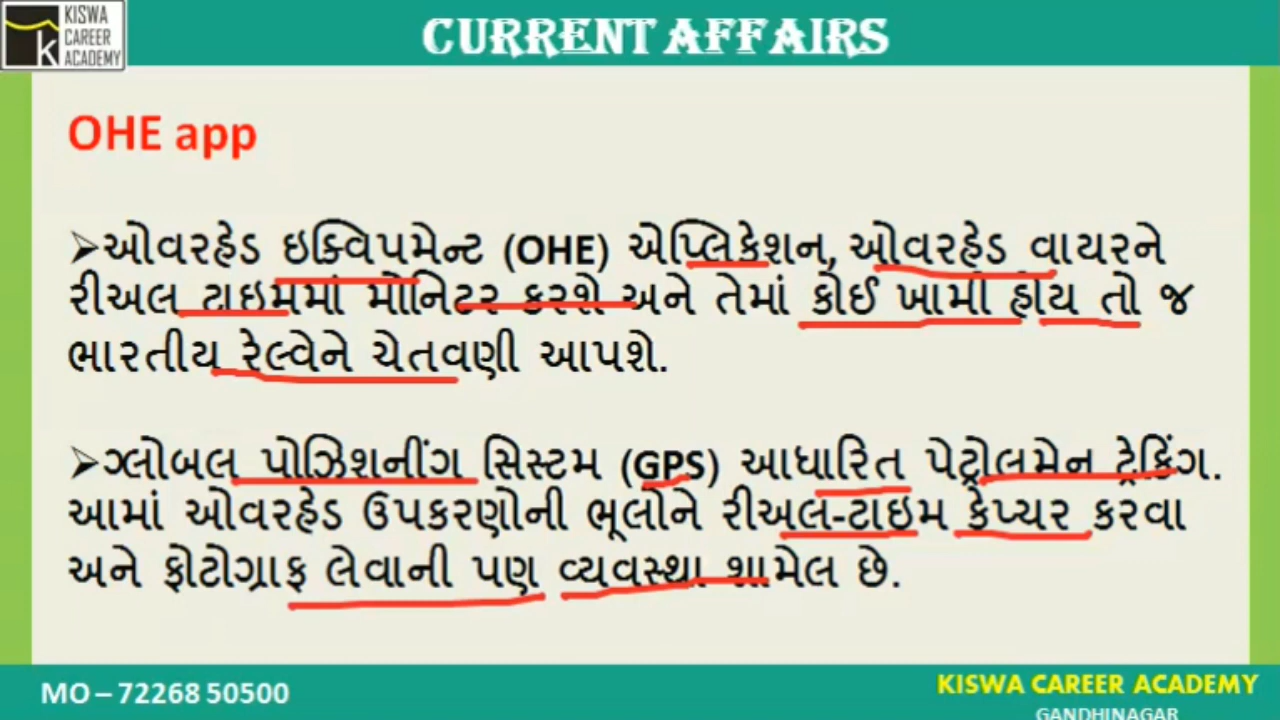 KISWA
CAREER
ACADEMY
CURRENT AFFAIRS
OHE app
➢ઓવરહેડ ઇક્વિપમેન્ટ (OHE) એપ્લિકેશન, ઓવરહેડ વાયરને
રીઅલ ટાઇમમાં મોનિટર કરશે અને તેમાં કોઈ ખામી હોય તો જ
ભારતીય રેલ્વેને ચેતવણી આપશે.
➢ગ્લોબલ પોઝિશનીંગ સિસ્ટમ (GPS) આધારિત પેટ્રોલમેન ટ્રેકિંગ.
આમાં ઓવરહેડ ઉપકરણોની ભૂલોને રીઅલ-ટાઇમ કેપ્ચર કરવા
અને ફોટોગ્રાફ લેવાની પણ વ્યવસ્થા શામેલ છે.
MO – 72268 50500
KISWA CAREER ACADEMY
GANDHINAGAR